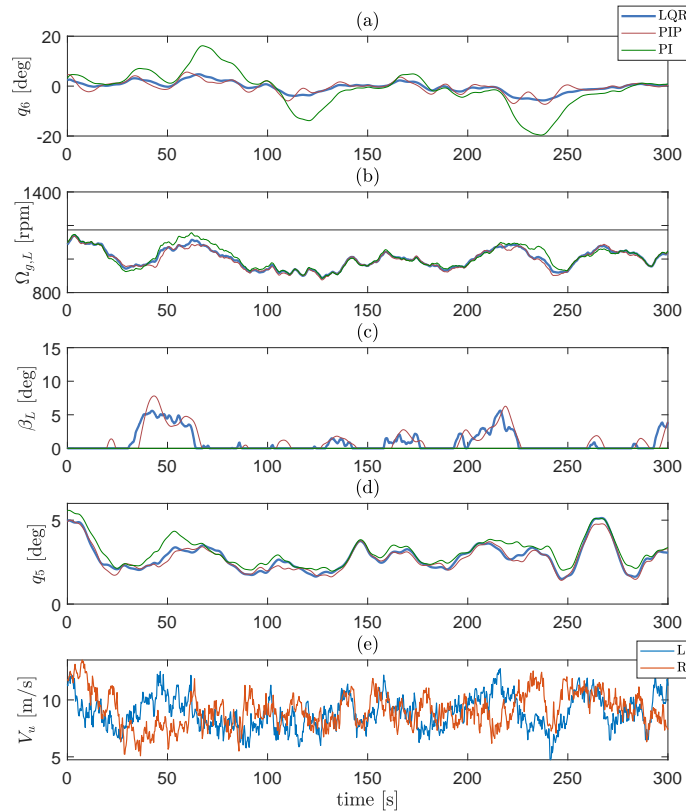 (a)
LQR
PIP
PI
q6 [deg]
20
0
-20
0 50 100 150 200 250 300
(b)
Ωg,L [rpm]
1400
800
0 50 100 150 200 250 300
(c)
βL [deg]
15
10
5
0
0 50 100 150 200 250 300
(d)
q5 [deg]
5
0
0 50 100 150 200 250 300
(e)
L
R
Vu [m/s]
10
5
0 50 100 150 200 250 300
time [s]